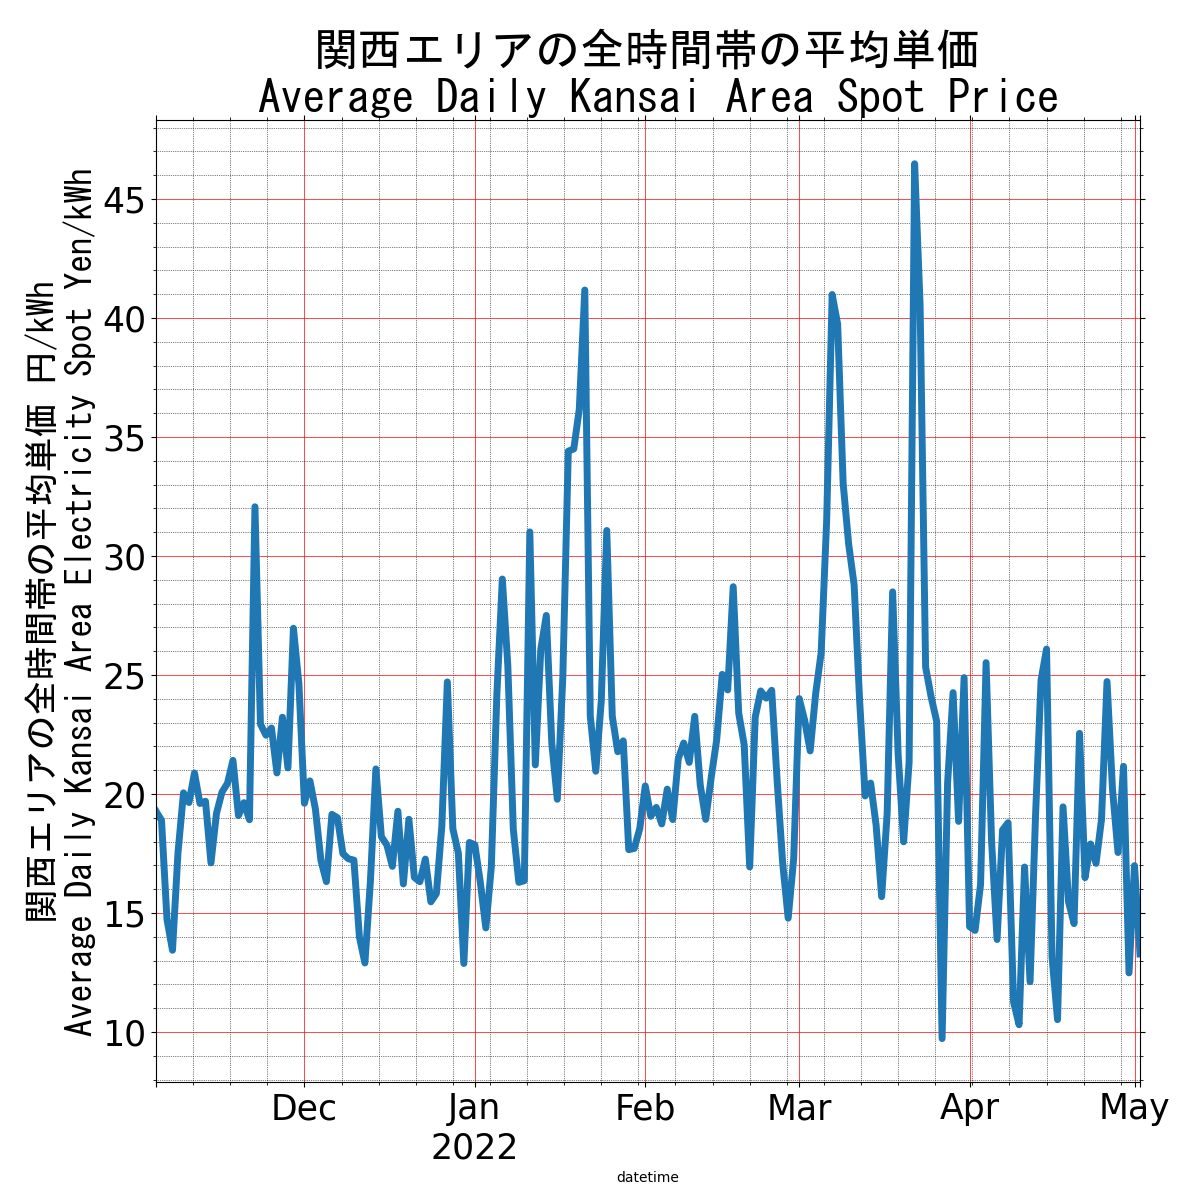 関西エリアの全時間帯の平均単価
Average Daily Kansai Area Spot Price
関西エリアの全時間帯の平均単価 円/kWh
Average Daily Kansai Area Electricity Spot Yen/kWh
45
40
35
30
25
20
15
10
Dec
Jan
Feb
Mar
Apr
May
2022
datetime